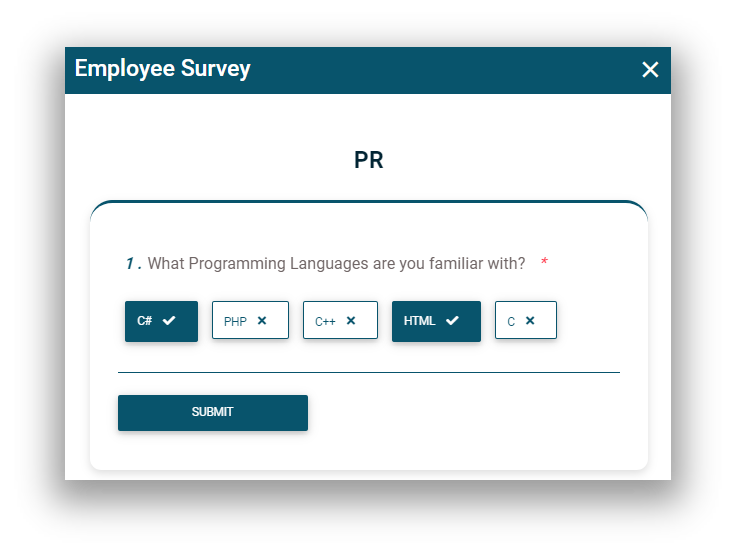 Employee Survey
PR
1 . What Programming Languages are you familiar with? *
C# PHP C++ HTML C
SUBMIT